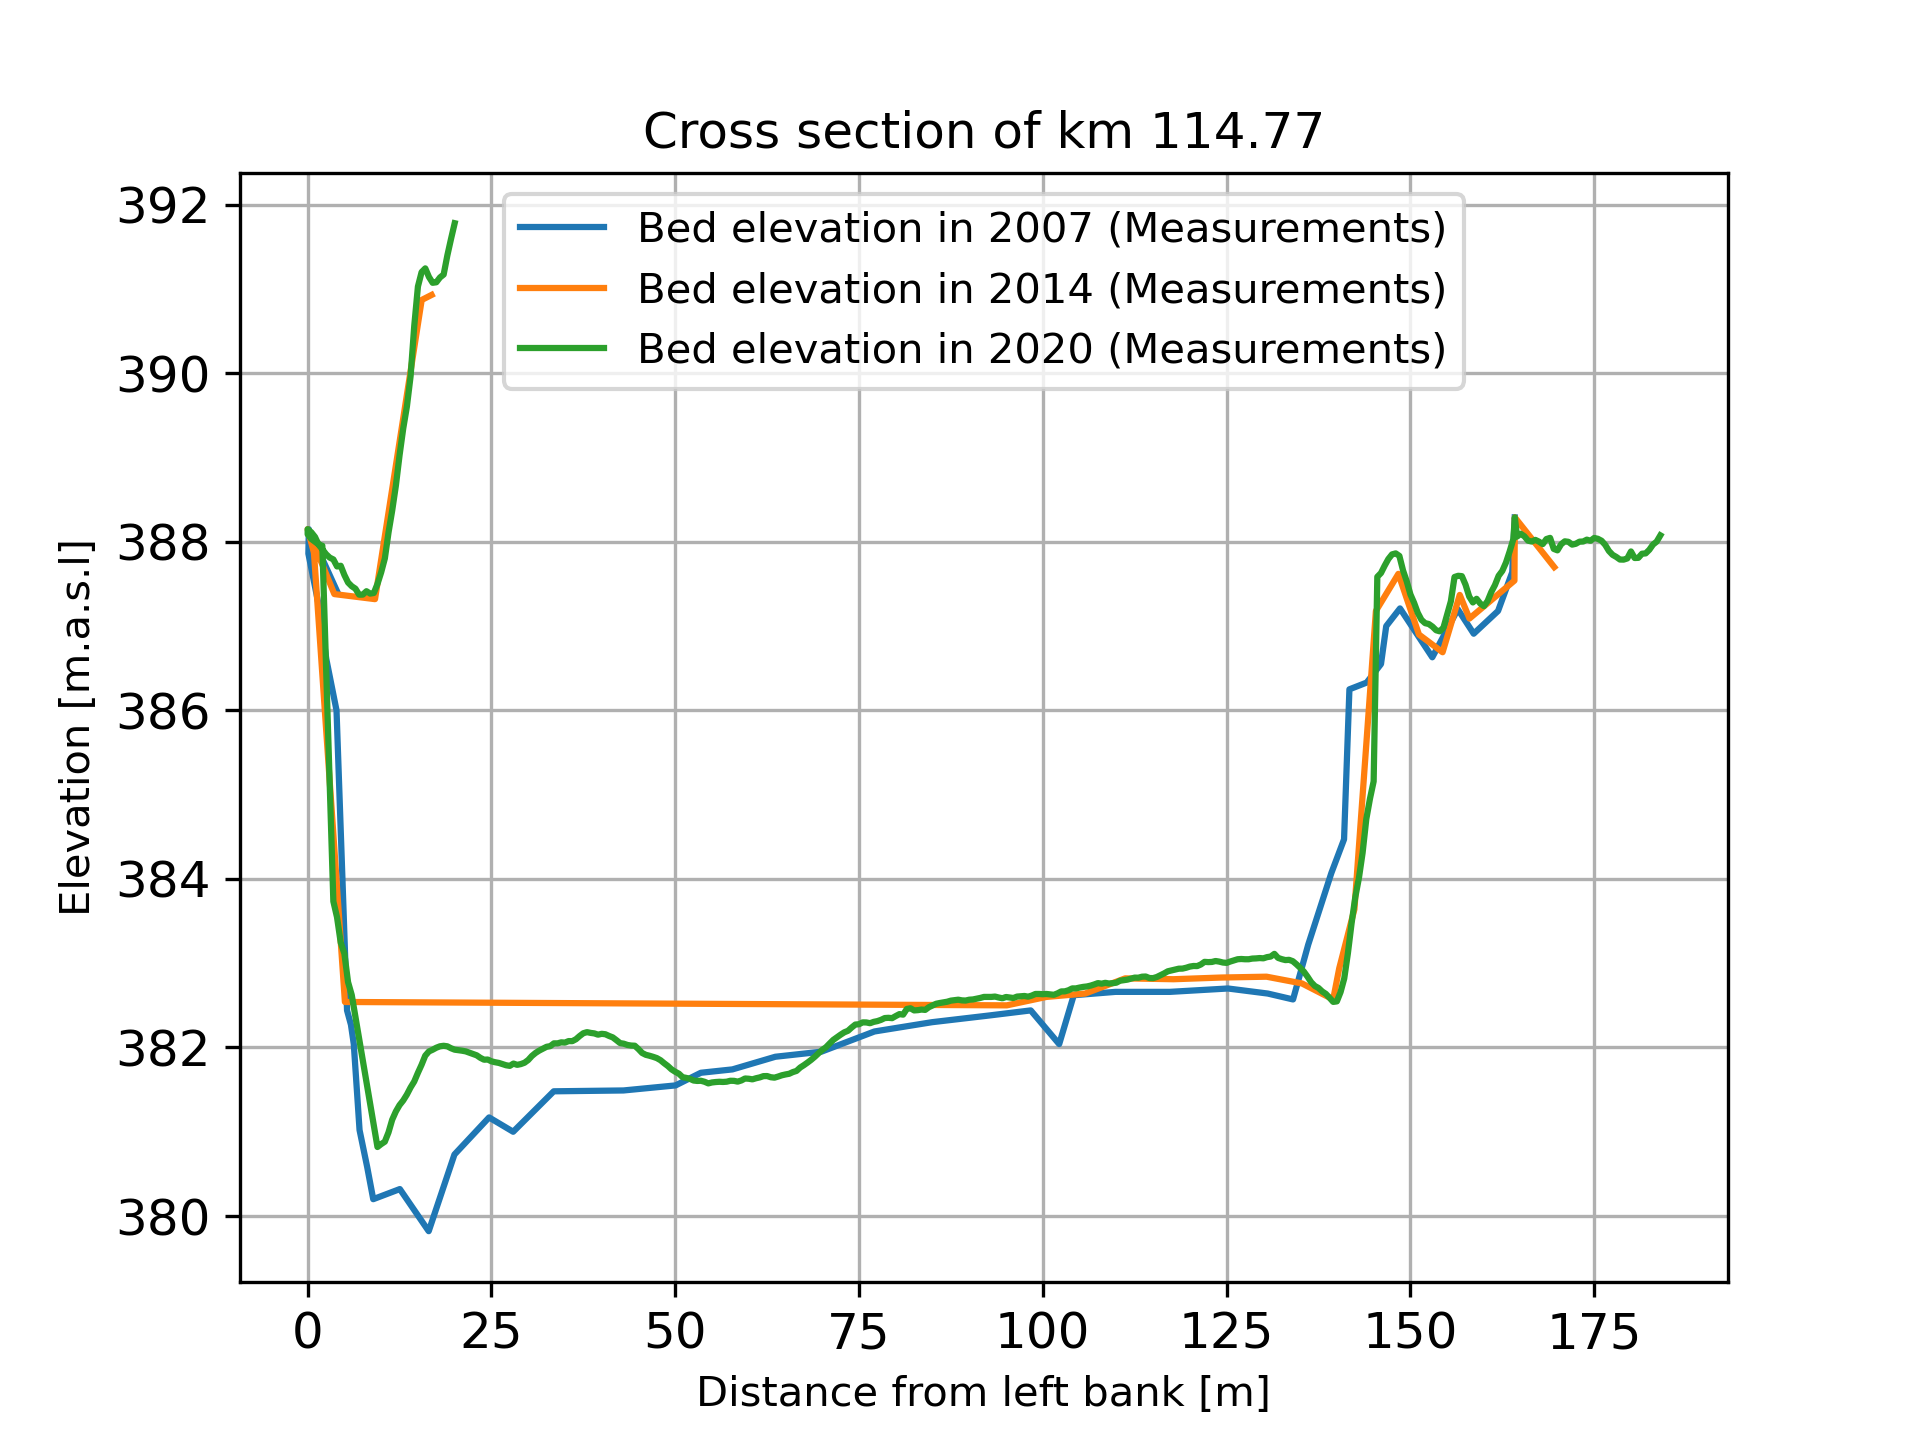 Cross section of km 114.77
Bed elevation in 2007 (Measurements)
Bed elevation in 2014 (Measurements)
Bed elevation in 2020 (Measurements)
Elevation [m.a.s.l]
392
390
388
386
384
382
380
0 25 50 75 100 125 150 175
Distance from left bank [m]